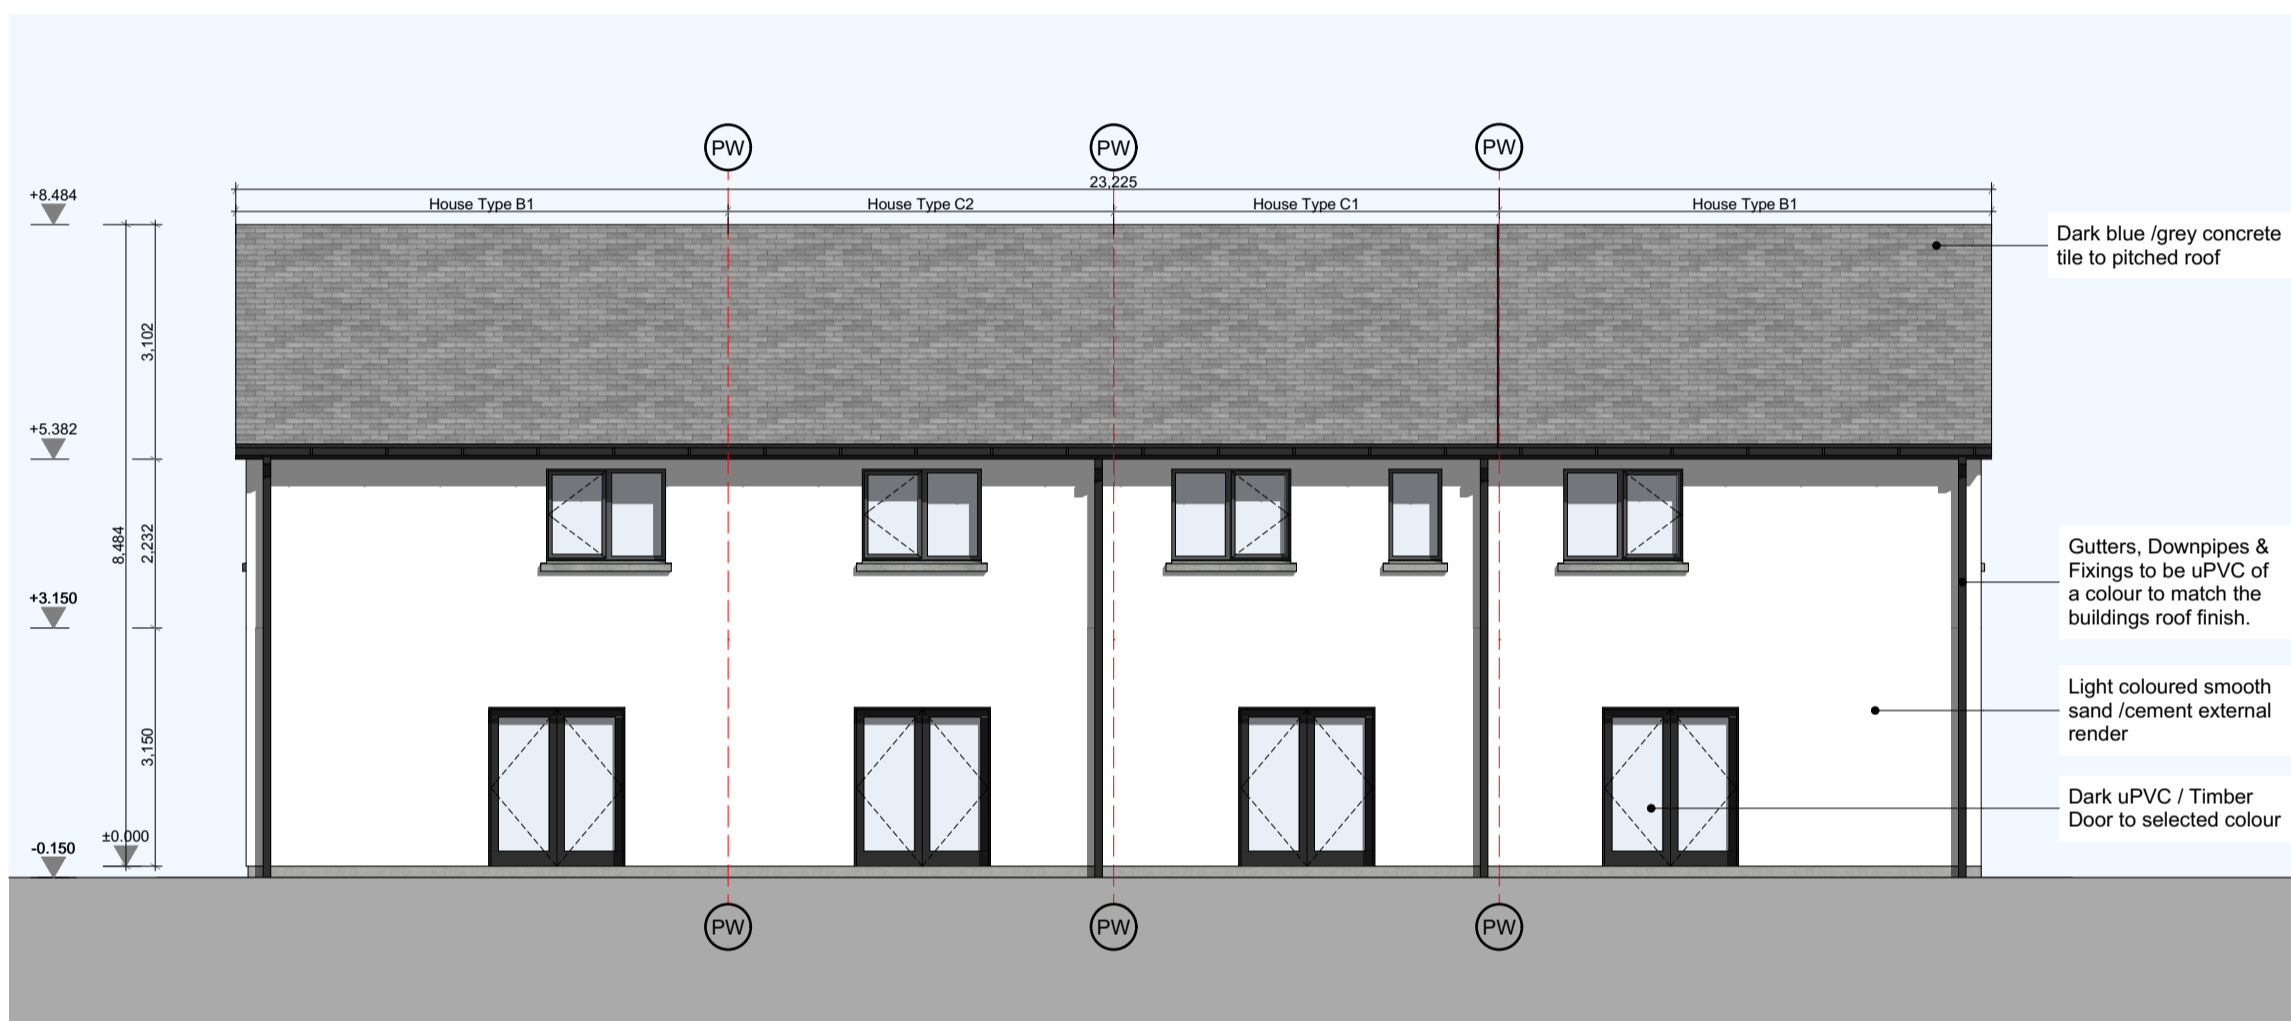 PW
PW
PW
23,225
+8.484
House Type B1
House Type C2
House Type C1
House Type B1
Dark blue /grey concrete
tile to pitched roof
3,102
+5.382
8,484
2,232
Gutters, Downpipes &
Fixings to be uPVC of
a colour to match the
buildings roof finish.
+3.150
Light coloured smooth
sand /cement external
render
3,150
Dark uPVC / Timber
Door to selected colour
±0.000
-0.150
PW
PW
PW